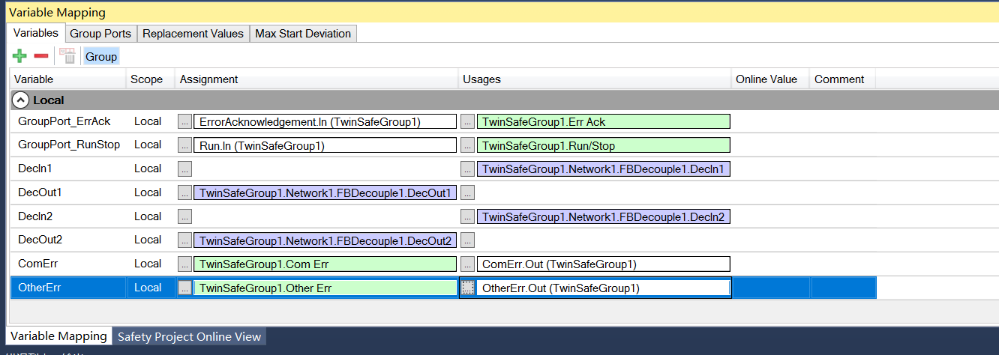 Variable Mapping
Variables Group Ports Replacement Values Max Start Deviation
Group
Variable Scope Assignment Usages Online Value Comment
Local
GroupPort_ErrAck Local ... ErrorAcknowledgement.In (TwinSafeGroup1) ... TwinSafeGroup1.Err Ack
GroupPort_RunStop Local ... Run.In (TwinSafeGroup1) ... TwinSafeGroup1.Run/Stop
DecIn1 Local ... ... TwinSafeGroup1.Network1.FBDecouple1.DecIn1
DecOut1 Local ... TwinSafeGroup1.Network1.FBDecouple1.DecOut1 ...
DecIn2 Local ... ... TwinSafeGroup1.Network1.FBDecouple1.DecIn2
DecOut2 Local ... TwinSafeGroup1.Network1.FBDecouple1.DecOut2 ...
ComErr Local ... TwinSafeGroup1.Com Err ... ComErr.Out (TwinSafeGroup1)
OtherErr Local ... TwinSafeGroup1.Other Err ... OtherErr.Out (TwinSafeGroup1)
Variable Mapping Safety Project Online View